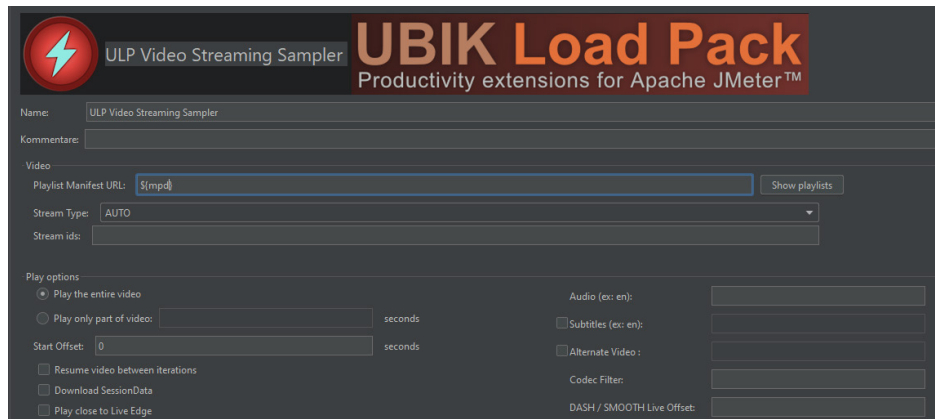 ULP Video Streaming Sampler
UBIK Load Pack
Productivity extensions for Apache JMeter™
Name: ULP Video Streaming Sampler
Kommentare:
Video
Playlist Manifest URL: ${mpd} Show playlists
Stream Type: AUTO
Stream ids:
Play options
Play the entire video
Play only part of video: seconds
Start Offset: 0 seconds
Resume video between iterations
Download SessionData
Play close to Live Edge
Audio (ex: en):
Subtitles (ex: en):
Alternate Video :
Codec Filter:
DASH / SMOOTH Live Offset: